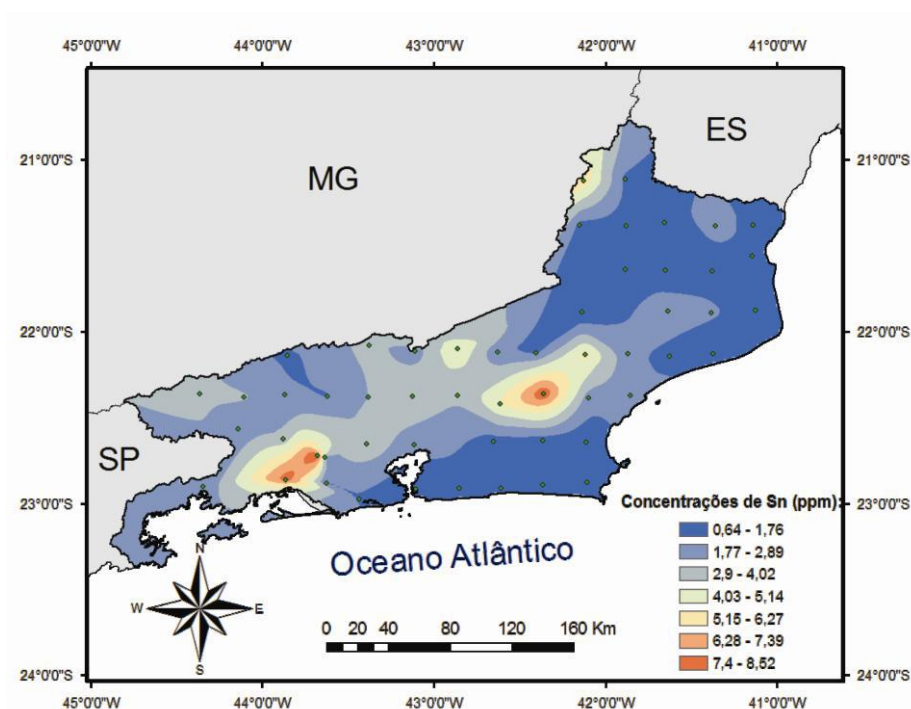 45°0'0"W 44°0'0"W 43°0'0"W 42°0'0"W 41°0'0"W
21°0'0"S 21°0'0"S
22°0'0"S 22°0'0"S
23°0'0"S 23°0'0"S
24°0'0"S 24°0'0"S
MG
ES
SP
Oceano Atlântico
N
W E
S
0 20 40 80 120 160 Km
Concentrações de Sn (ppm):
0,64 - 1,76
1,77 - 2,89
2,9 - 4,02
4,03 - 5,14
5,15 - 6,27
6,28 - 7,39
7,4 - 8,52
45°0'0"W 44°0'0"W 43°0'0"W 42°0'0"W 41°0'0"W